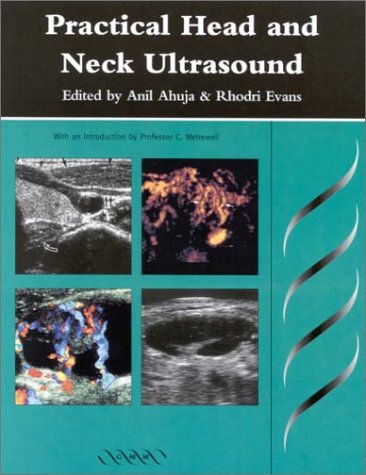 Practical Head and
Neck Ultrasound
Edited by Anil Ahuja & Rhodri Evans
With an introduction by Professor C. Metreweli